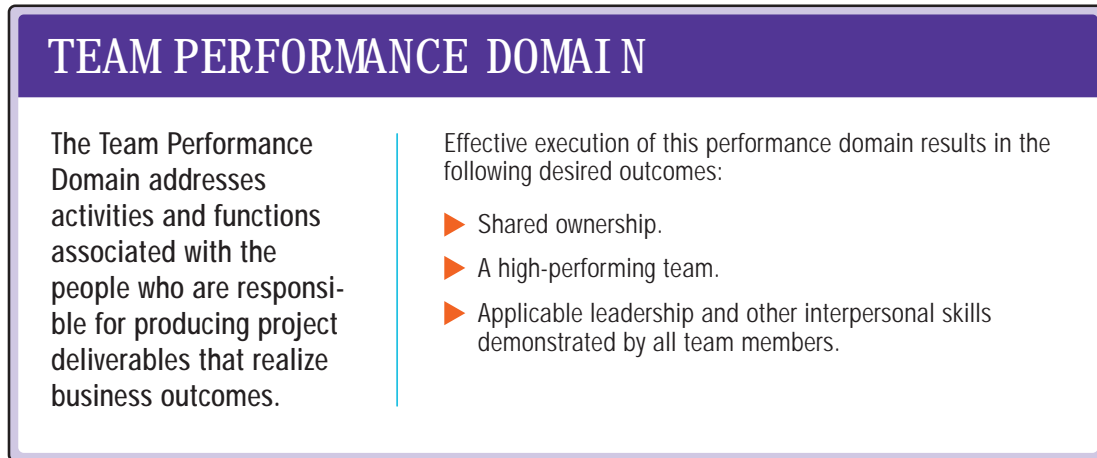 TEAM PERFORMANCE DOMAIN
The Team Performance
Domain addresses
activities and functions
associated with the
people who are responsi-
ble for producing project
deliverables that realize
business outcomes.
Effective execution of this performance domain results in the
following desired outcomes:
Shared ownership.
A high-performing team.
Applicable leadership and other interpersonal skills
demonstrated by all team members.